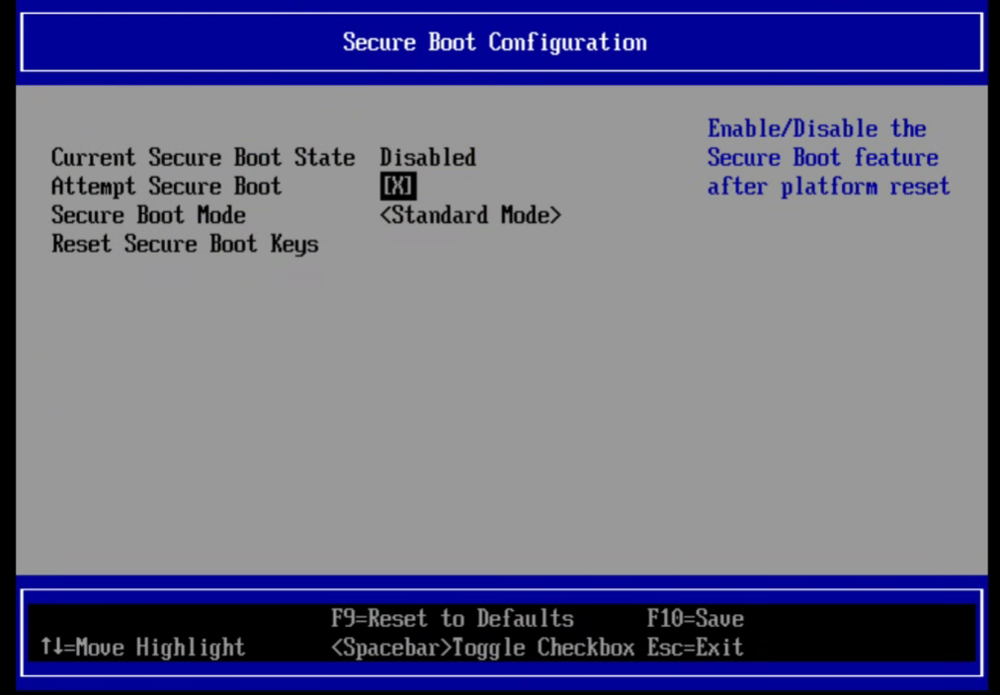 Secure Boot Configuration
Current Secure Boot State Disabled
Attempt Secure Boot [X]
Secure Boot Mode <Standard Mode>
Reset Secure Boot Keys
Enable/Disable the
Secure Boot feature
after platform reset
F9=Reset to Defaults F10=Save
↑↓=Move Highlight <Spacebar>Toggle Checkbox Esc=Exit